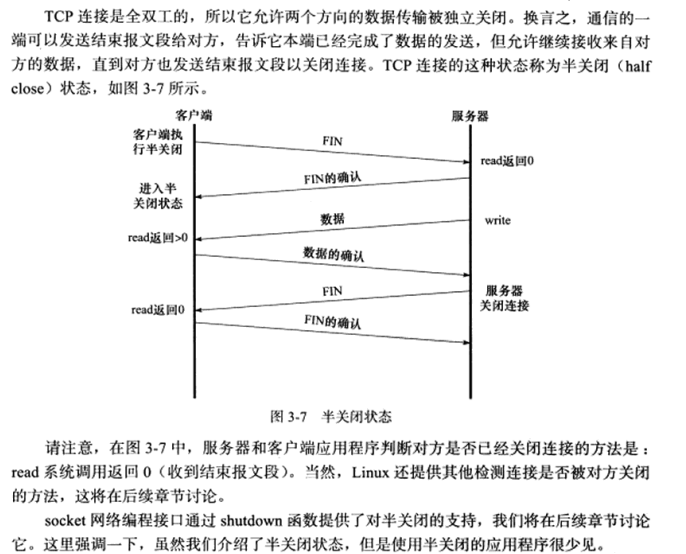 TCP 连接是全双工的，所以它允许两个方向的数据传输被独立关闭。换言之，通信的一
端可以发送结束报文段给对方，告诉它本端已经完成了数据的发送，但允许继续接收来自对
方的数据，直到对方也发送结束报文段以关闭连接。TCP 连接的这种状态称为半关闭（half
close）状态，如图 3-7 所示。
客户端
服务器
客户端执
行半关闭
FIN
read返回0
FIN的确认
进入半
关闭状态
数据
write
read返回>0
数据的确认
FIN
服务器
关闭连接
read返回0
FIN的确认
图 3-7 半关闭状态
请注意，在图 3-7 中，服务器和客户端应用程序判断对方是否已经关闭连接的方法是：
read 系统调用返回 0（收到结束报文段）。当然，Linux 还提供其他检测连接是否被对方关闭
的方法，这将在后续章节讨论。
socket 网络编程接口通过 shutdown 函数提供了对半关闭的支持，我们将在后续章节讨论
它。这里强调一下，虽然我们介绍了半关闭状态，但是使用半关闭的应用程序很少见。